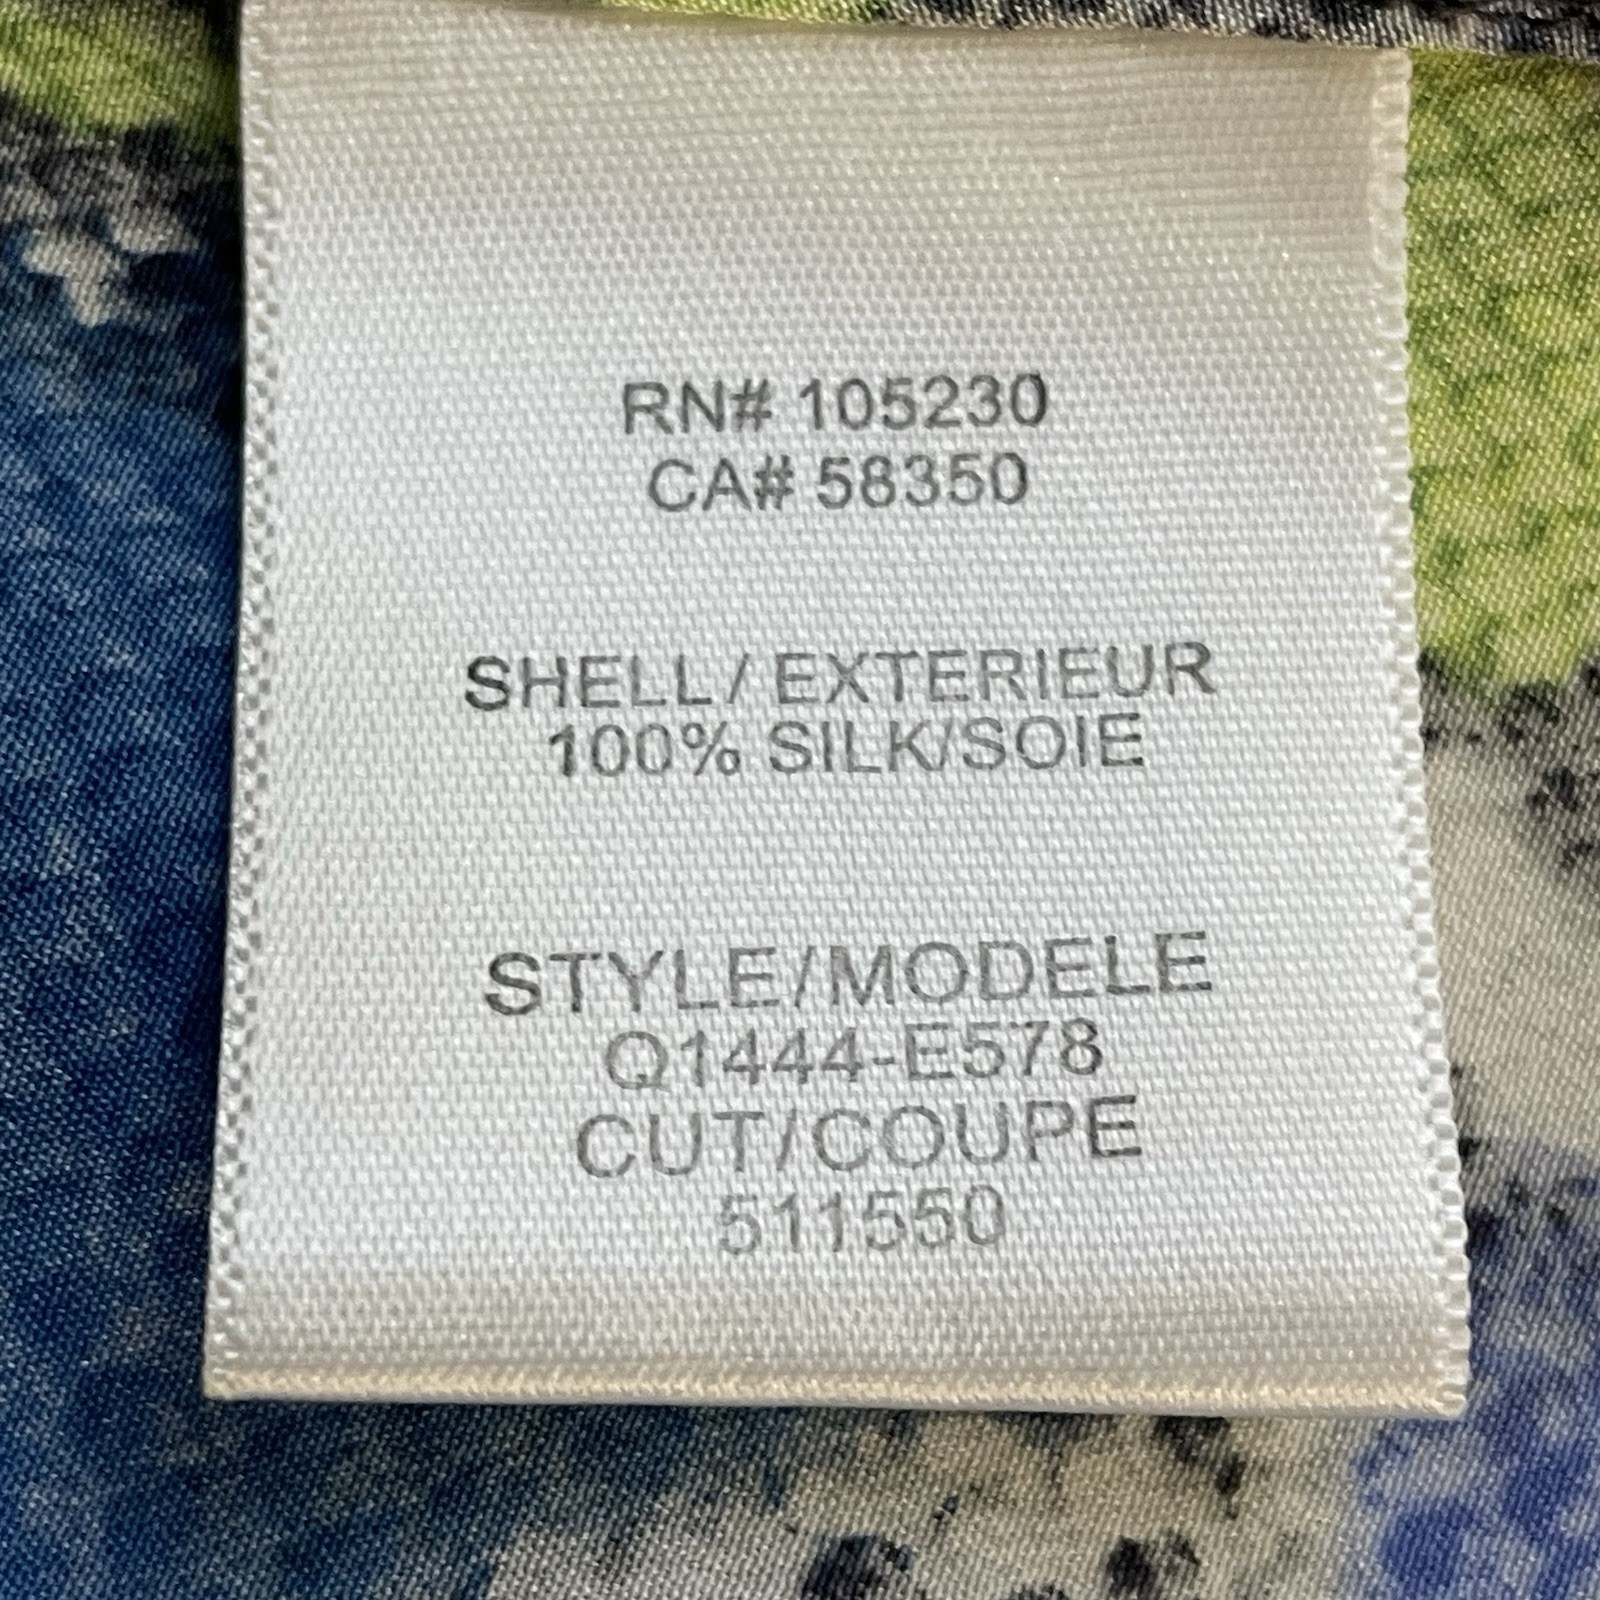 RN# 105230
CA# 58350
SHELL/ EXTERIEUR
100% SILK/SOIE
STYLE/MODELE
Q1444-E578
CUT/COUPE
511550